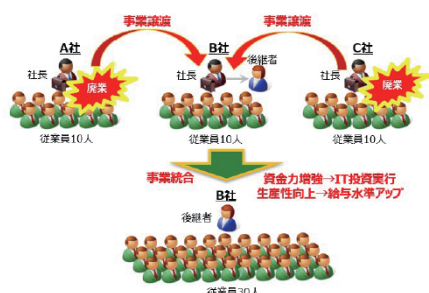 事業譲渡 事業譲渡
A社 B社 C社
社長 廃業 社長 後継者 社長 廃業
従業員10人 従業員10人 従業員10人
事業統合 資金力増強→IT投資実行
生産性向上→給与水準アップ
B社
後継者
従業員30人